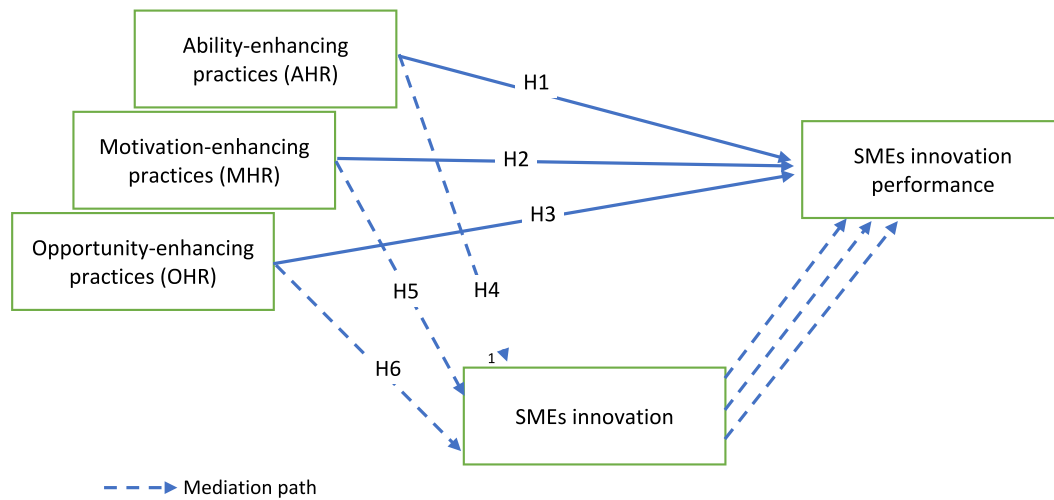 Ability-enhancing
practices (AHR)
H1
Motivation-enhancing
practices (MHR)
H2
SMEs innovation
performance
H3
Opportunity-enhancing
practices (OHR)
H5
H4
1
H6
SMEs innovation
Mediation path